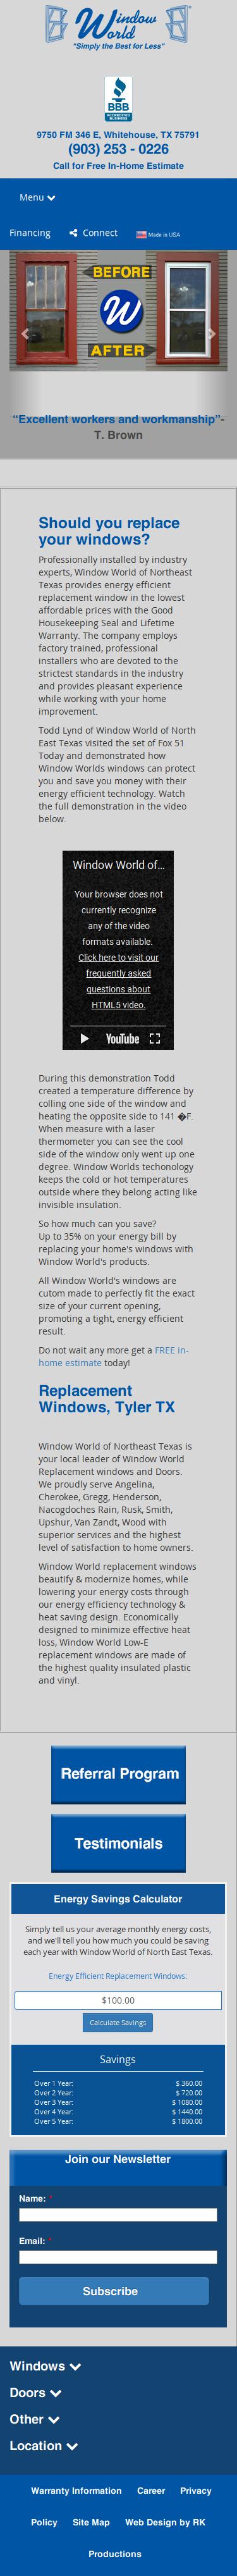 Window
World
"Simply the Best for Less"
BBB
ACCREDITED
BUSINESS
9750 FM 346 E, Whitehouse, TX 75791
(903) 253 - 0226
Call for Free In-Home Estimate
Menu
Financing Connect Made in USA
BEFORE
W
AFTER
“Excellent workers and workmanship”-
T. Brown
Should you replace
your windows?
Professionally installed by industry
experts, Window World of Northeast
Texas provides energy efficient
replacement window in the lowest
affordable prices with the Good
Housekeeping Seal and Lifetime
Warranty. The company employs
factory trained, professional
installers who are devoted to the
strictest standards in the industry
and provides pleasant experience
while working with your home
improvement.
Todd Lynd of Window World of North
East Texas visited the set of Fox 51
Today and demonstrated how
Window Worlds windows can protect
you and save you money with their
energy efficient technology. Watch
the full demonstration in the video
below.
Window World of...
Your browser does not
currently recognize
any of the video
formats available.
Click here to visit our
frequently asked
questions about
HTML5 video.
YouTube
During this demonstration Todd
created a temperature difference by
colling one side of the window and
heating the opposite side to 141 �F.
When measure with a laser
thermometer you can see the cool
side of the window only went up one
degree. Window Worlds techonology
keeps the cold or hot temperatures
outside where they belong acting like
invisible insulation.
So how much can you save?
Up to 35% on your energy bill by
replacing your home's windows with
Window World's products.
All Window World's windows are
cutom made to perfectly fit the exact
size of your current opening,
promoting a tight, energy efficient
result.
Do not wait any more get a FREE in-
home estimate today!
Replacement
Windows, Tyler TX
Window World of Northeast Texas is
your local leader of Window World
Replacement windows and Doors.
We proudly serve Angelina,
Cherokee, Gregg, Henderson,
Nacogdoches Rain, Rusk, Smith,
Upshur, Van Zandt, Wood with
superior services and the highest
level of satisfaction to home owners.
Window World replacement windows
beautify & modernize homes, while
lowering your energy costs through
our energy efficiency technology &
heat saving design. Economically
designed to minimize effective heat
loss, Window World Low-E
replacement windows are made of
the highest quality insulated plastic
and vinyl.
Referral Program
Testimonials
Energy Savings Calculator
Simply tell us your average monthly energy costs,
and we'll tell you how much you could be saving
each year with Window World of North East Texas.
Energy Efficient Replacement Windows:
$100.00
Calculate Savings
Savings
Over 1 Year: $ 360.00
Over 2 Year: $ 720.00
Over 3 Year: $ 1080.00
Over 4 Year: $ 1440.00
Over 5 Year: $ 1800.00
Join our Newsletter
Name: *
Email: *
Subscribe
Windows
Doors
Other
Location
Warranty Information Career Privacy
Policy Site Map Web Design by RK
Productions